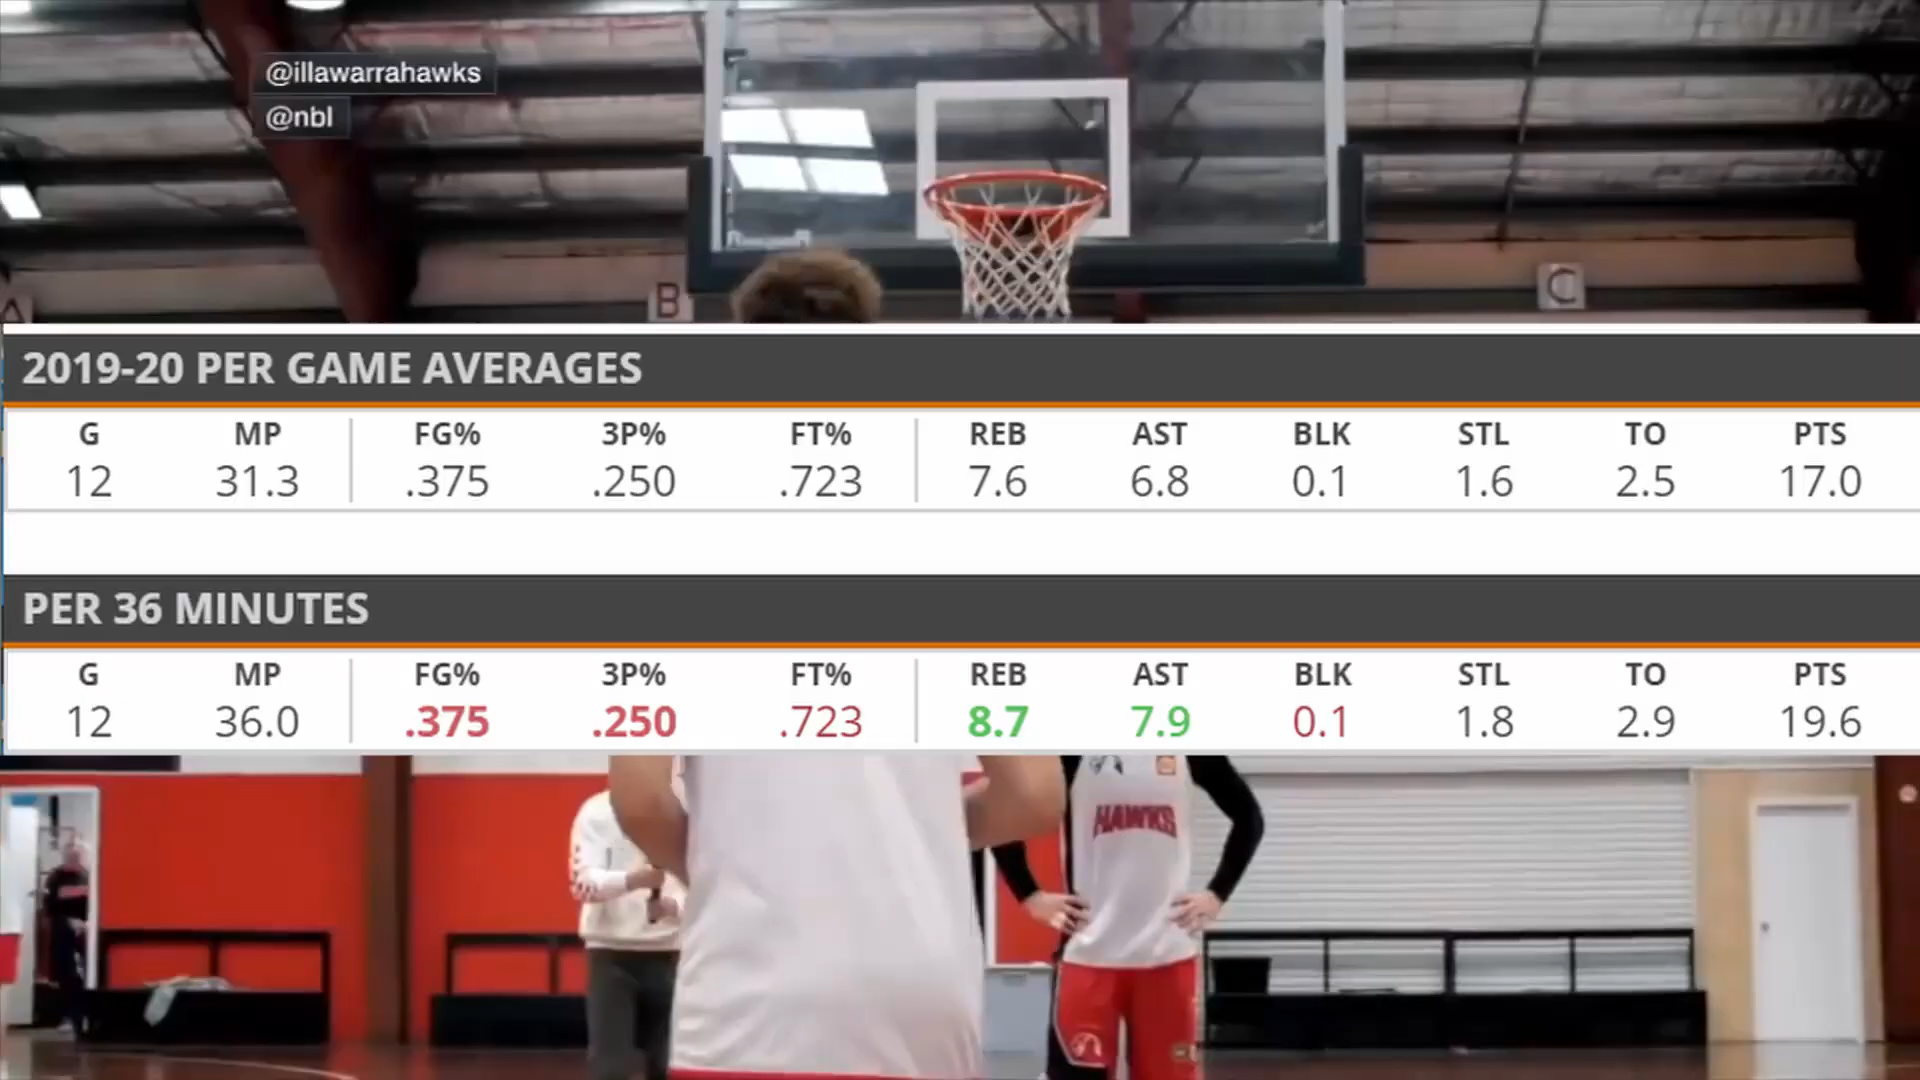 @illawarrahawks
@nbl
A
B
C
2019-20 PER GAME AVERAGES
G MP FG% 3P% FT% REB AST BLK STL TO PTS
12 31.3 .375 .250 .723 7.6 6.8 0.1 1.6 2.5 17.0
PER 36 MINUTES
G MP FG% 3P% FT% REB AST BLK STL TO PTS
12 36.0 .375 .250 .723 8.7 7.9 0.1 1.8 2.9 19.6
HAWKS